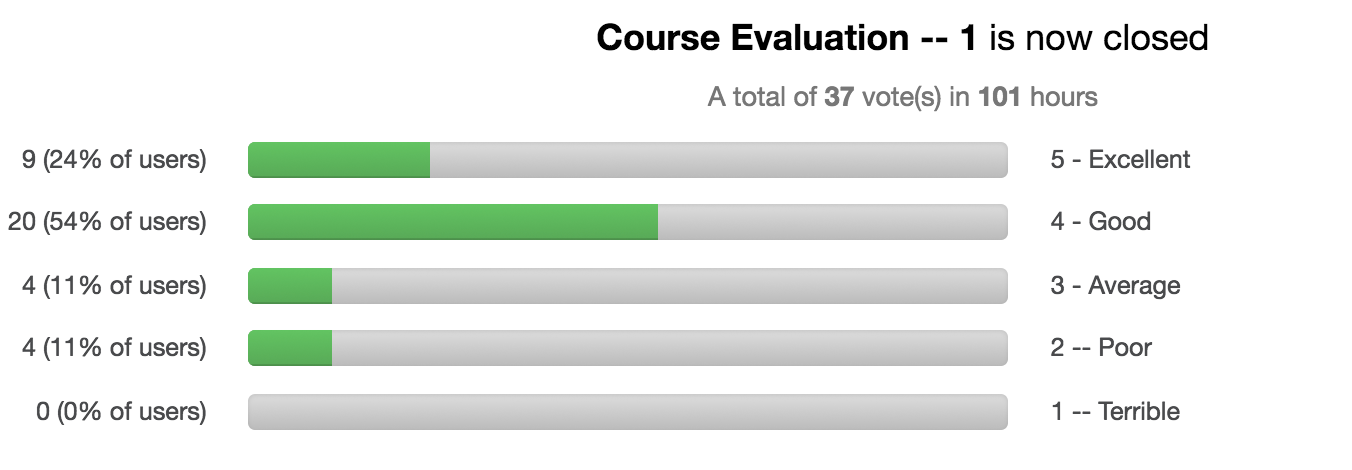 Course Evaluation -- 1 is now closed
A total of 37 vote(s) in 101 hours
9 (24% of users) 5 - Excellent
20 (54% of users) 4 - Good
4 (11% of users) 3 - Average
4 (11% of users) 2 -- Poor
0 (0% of users) 1 -- Terrible